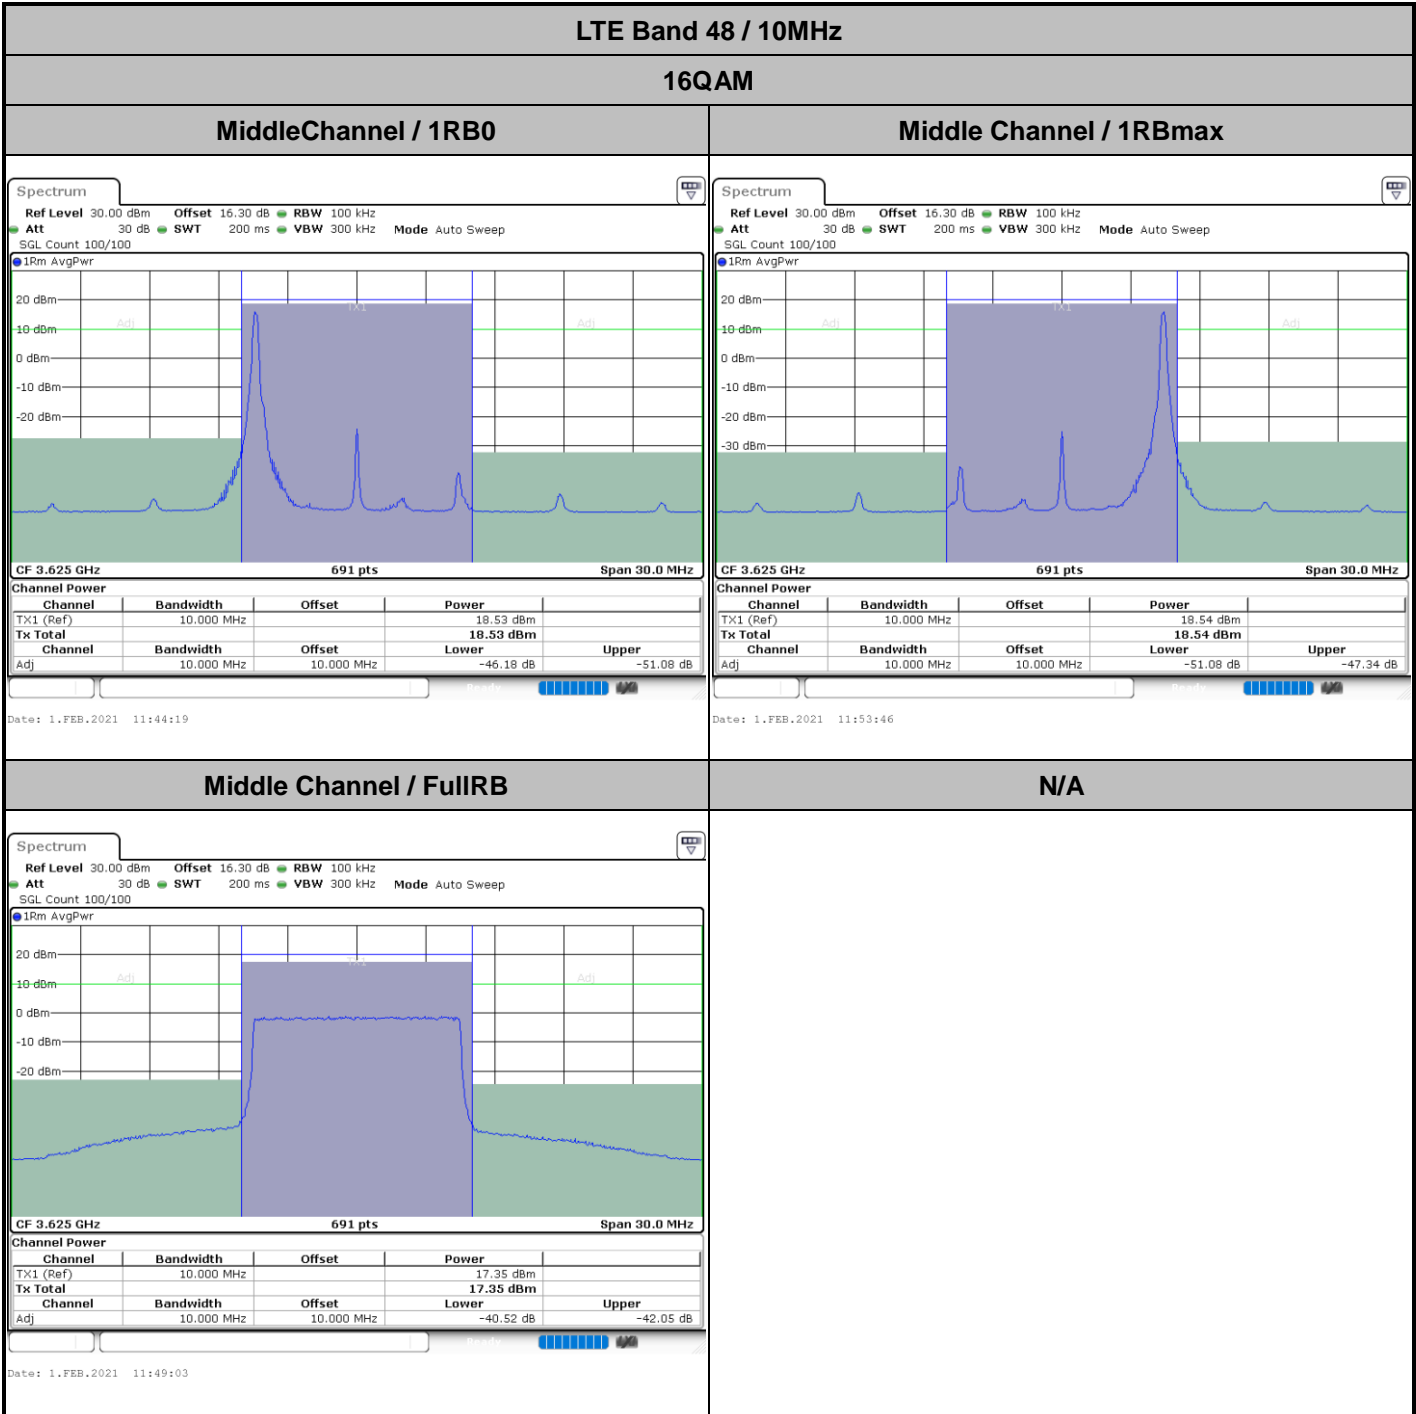 LTE Band 48 / 10MHz
16QAM
MiddleChannel / 1RB0
Middle Channel / 1RBmax
Spectrum
Ref Level 30.00 dBm Offset 16.30 dB RBW 100 kHz
Att 30 dB SWT 200 ms VBW 300 kHz Mode Auto Sweep
SGL Count 100/100
1Rm AvgPwr
TX1
20 dBm
Adj
Adj
10 dBm
0 dBm
-10 dBm
-20 dBm
CF 3.625 GHz 691 pts Span 30.0 MHz
Channel Power
Channel Bandwidth Offset Power
TX1 (Ref) 10.000 MHz 18.53 dBm
Tx Total 18.53 dBm
Channel Bandwidth Offset Lower Upper
Adj 10.000 MHz 10.000 MHz -46.18 dB -51.08 dB
Ready
Date: 1.FEB.2021 11:44:19
Spectrum
Ref Level 30.00 dBm Offset 16.30 dB RBW 100 kHz
Att 30 dB SWT 200 ms VBW 300 kHz Mode Auto Sweep
SGL Count 100/100
1Rm AvgPwr
TX1
20 dBm
Adj
Adj
10 dBm
0 dBm
-10 dBm
-20 dBm
-30 dBm
CF 3.625 GHz 691 pts Span 30.0 MHz
Channel Power
Channel Bandwidth Offset Power
TX1 (Ref) 10.000 MHz 18.54 dBm
Tx Total 18.54 dBm
Channel Bandwidth Offset Lower Upper
Adj 10.000 MHz 10.000 MHz -51.08 dB -47.34 dB
Ready
Date: 1.FEB.2021 11:53:46
Middle Channel / FullRB
N/A
Spectrum
Ref Level 30.00 dBm Offset 16.30 dB RBW 100 kHz
Att 30 dB SWT 200 ms VBW 300 kHz Mode Auto Sweep
SGL Count 100/100
1Rm AvgPwr
20 dBm
TX1
Adj
Adj
10 dBm
0 dBm
-10 dBm
-20 dBm
CF 3.625 GHz 691 pts Span 30.0 MHz
Channel Power
Channel Bandwidth Offset Power
TX1 (Ref) 10.000 MHz 17.35 dBm
Tx Total 17.35 dBm
Channel Bandwidth Offset Lower Upper
Adj 10.000 MHz 10.000 MHz -40.52 dB -42.05 dB
Ready
Date: 1.FEB.2021 11:49:03